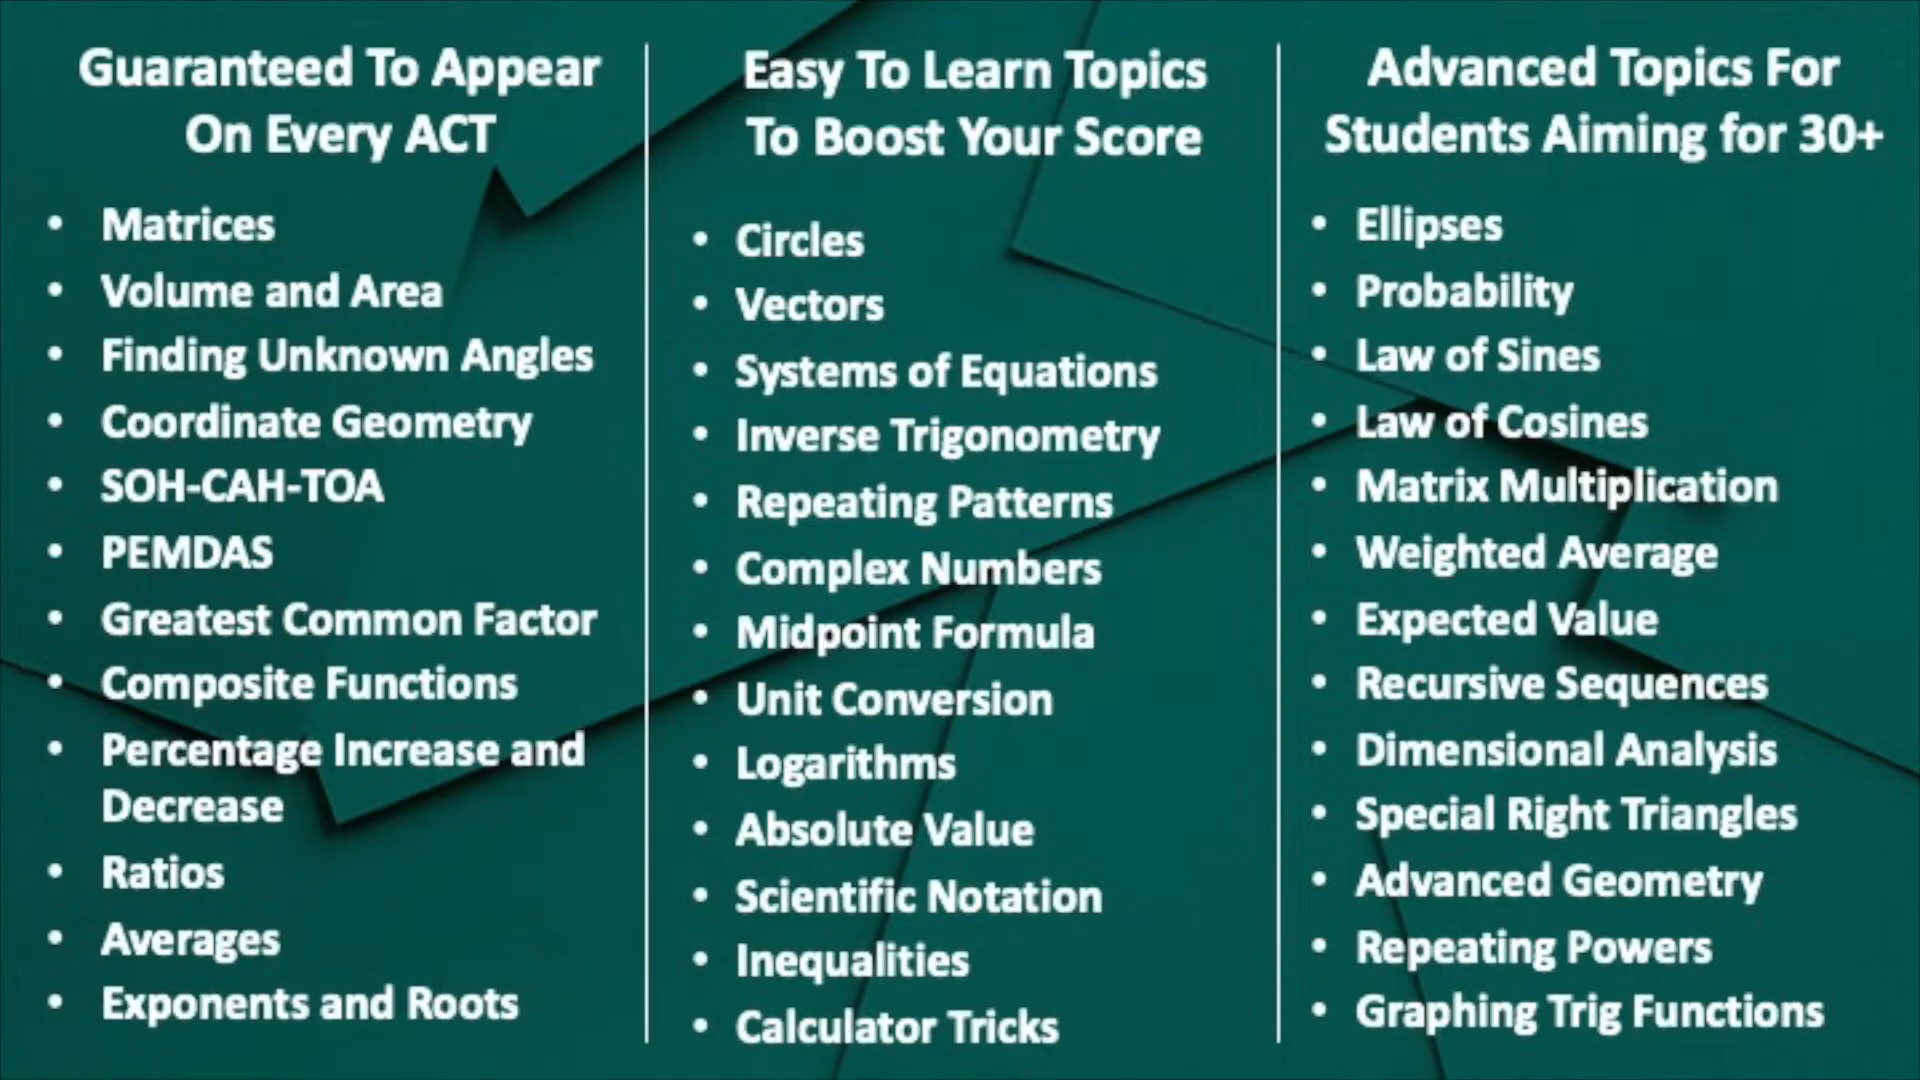 Guaranteed To Appear
On Every ACT
• Matrices
• Volume and Area
• Finding Unknown Angles
• Coordinate Geometry
• SOH-CAH-TOA
• PEMDAS
• Greatest Common Factor
• Composite Functions
• Percentage Increase and
Decrease
• Ratios
• Averages
• Exponents and Roots
Easy To Learn Topics
To Boost Your Score
• Circles
• Vectors
• Systems of Equations
• Inverse Trigonometry
• Repeating Patterns
• Complex Numbers
• Midpoint Formula
• Unit Conversion
• Logarithms
• Absolute Value
• Scientific Notation
• Inequalities
• Calculator Tricks
Advanced Topics For
Students Aiming for 30+
• Ellipses
• Probability
• Law of Sines
• Law of Cosines
• Matrix Multiplication
• Weighted Average
• Expected Value
• Recursive Sequences
• Dimensional Analysis
• Special Right Triangles
• Advanced Geometry
• Repeating Powers
• Graphing Trig Functions